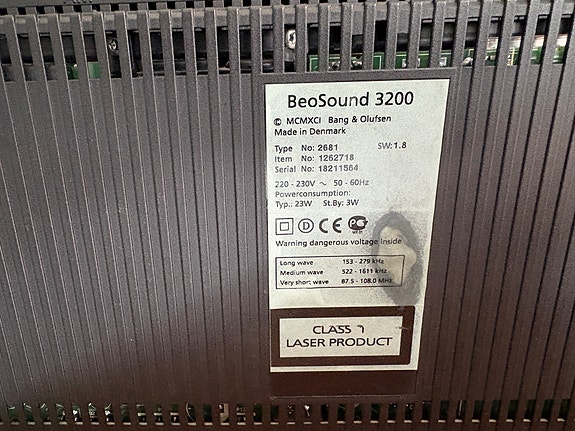 BeoSound 3200
© MCMXCI Bang & Olufsen
Made in Denmark
Type No: 2681 SW: 1.8
Item No: 1262718
Serial No: 18211564
220 - 230V ~ 50 - 60Hz
Powerconsumption:
Typ.: 23W St.By: 3W
D CE
Warning dangerous voltage inside
Long wave 153 - 279 kHz
Medium wave 522 - 1611 kHz
Very short wave 87.5 - 108.0 MHz
CLASS 1
LASER PRODUCT